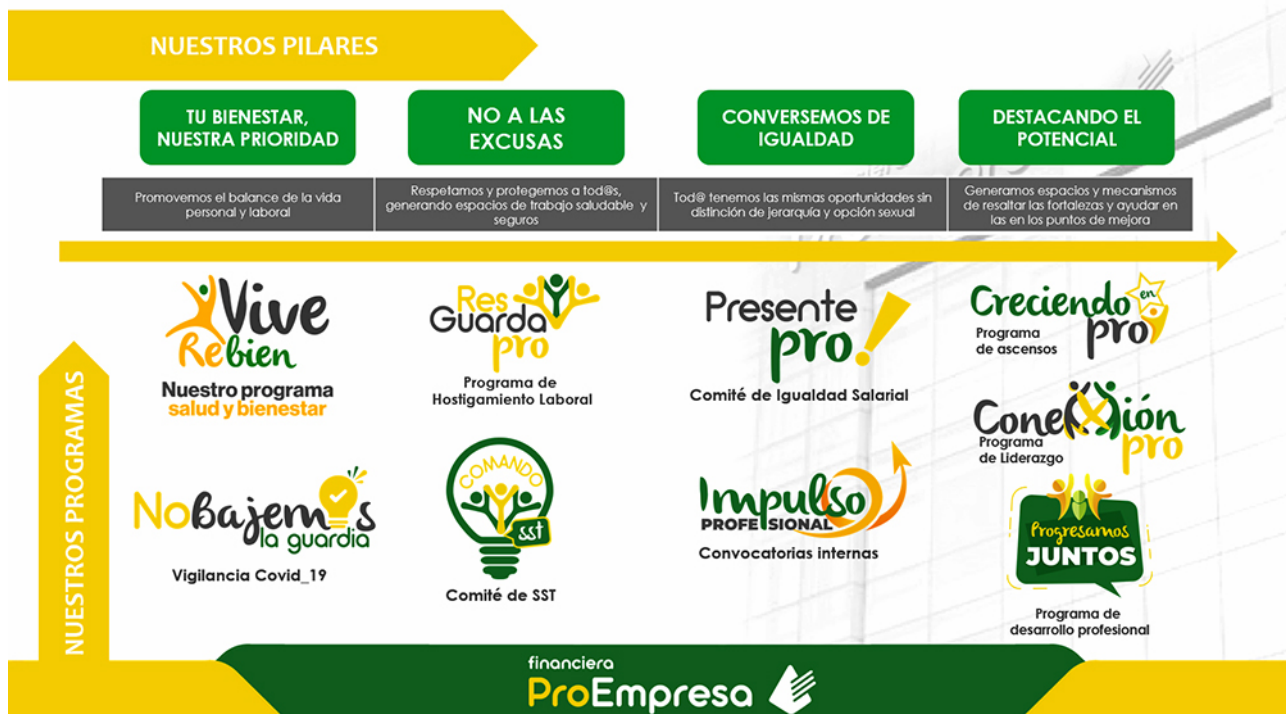 NUESTROS PILARES
TU BIENESTAR,
NUESTRA PRIORIDAD
Promovemos el balance de la vida
personal y laboral
NO A LAS
EXCUSAS
Respetamos y protegemos a tod@s,
generando espacios de trabajo saludable y
seguros
CONVERSEMOS DE
IGUALDAD
Tod@ tenemos las mismas oportunidades sin
distinción de jerarquía y opción sexual
DESTACANDO EL
POTENCIAL
Generamos espacios y mecanismos
de resaltar las fortalezas y ayudar en
las en los puntos de mejora
NUESTROS PROGRAMAS
Vive
Rebien
Nuestro programa
salud y bienestar
No bajemos
la guardia
Vigilancia Covid_19
Res
Guarda
pro
Programa de
Hostigamiento Laboral
COMANDO
sst
Comité de SST
Presente
pro!
Comité de Igualdad Salarial
Impulso
PROFESIONAL
Convocatorias internas
Creciendo en
pro
Programa
de ascensos
Conexión
pro
Programa
de Liderazgo
Progresamos
JUNTOS
Programa de
desarrollo profesional
financiera
ProEmpresa